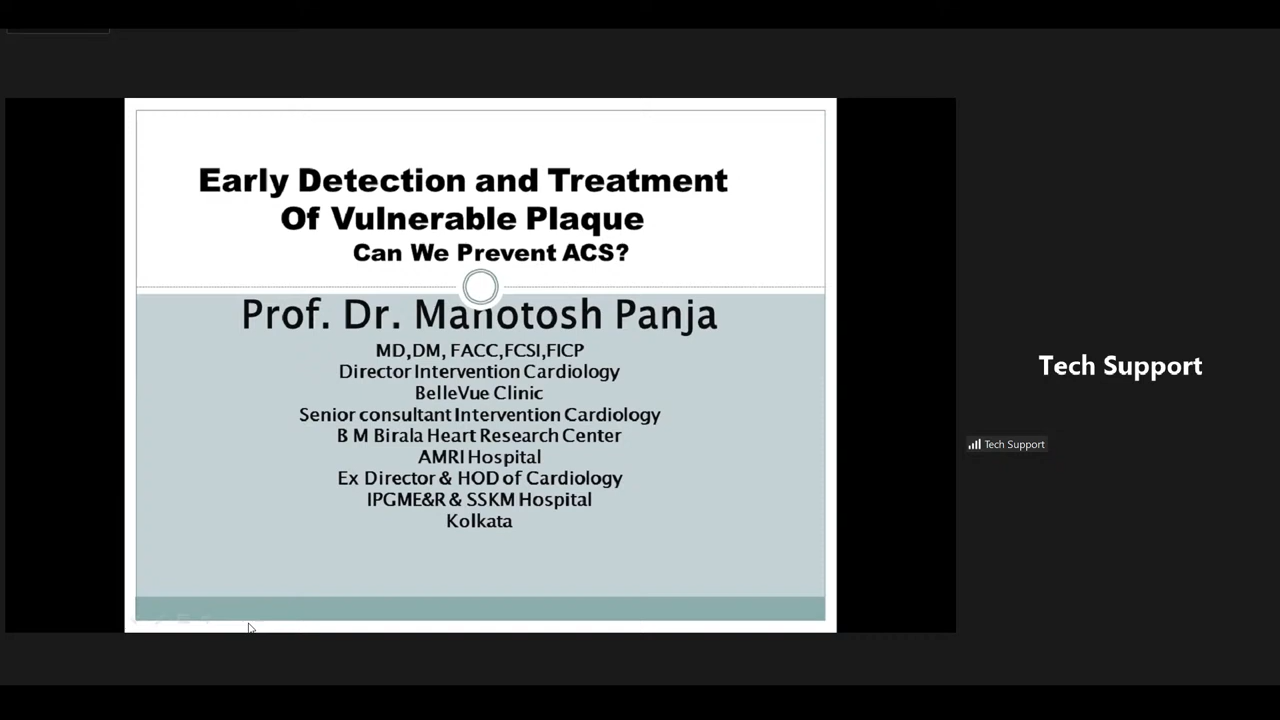 Early Detection and Treatment
Of Vulnerable Plaque
Can We Prevent ACS?
Prof. Dr. Manotosh Panja
MD,DM, FACC,FCSI,FICP
Director Intervention Cardiology
BelleVue Clinic
Senior consultant Intervention Cardiology
B M Birala Heart Research Center
AMRI Hospital
Ex Director & HOD of Cardiology
IPGME&R & SSKM Hospital
Kolkata
Tech Support
Tech Support